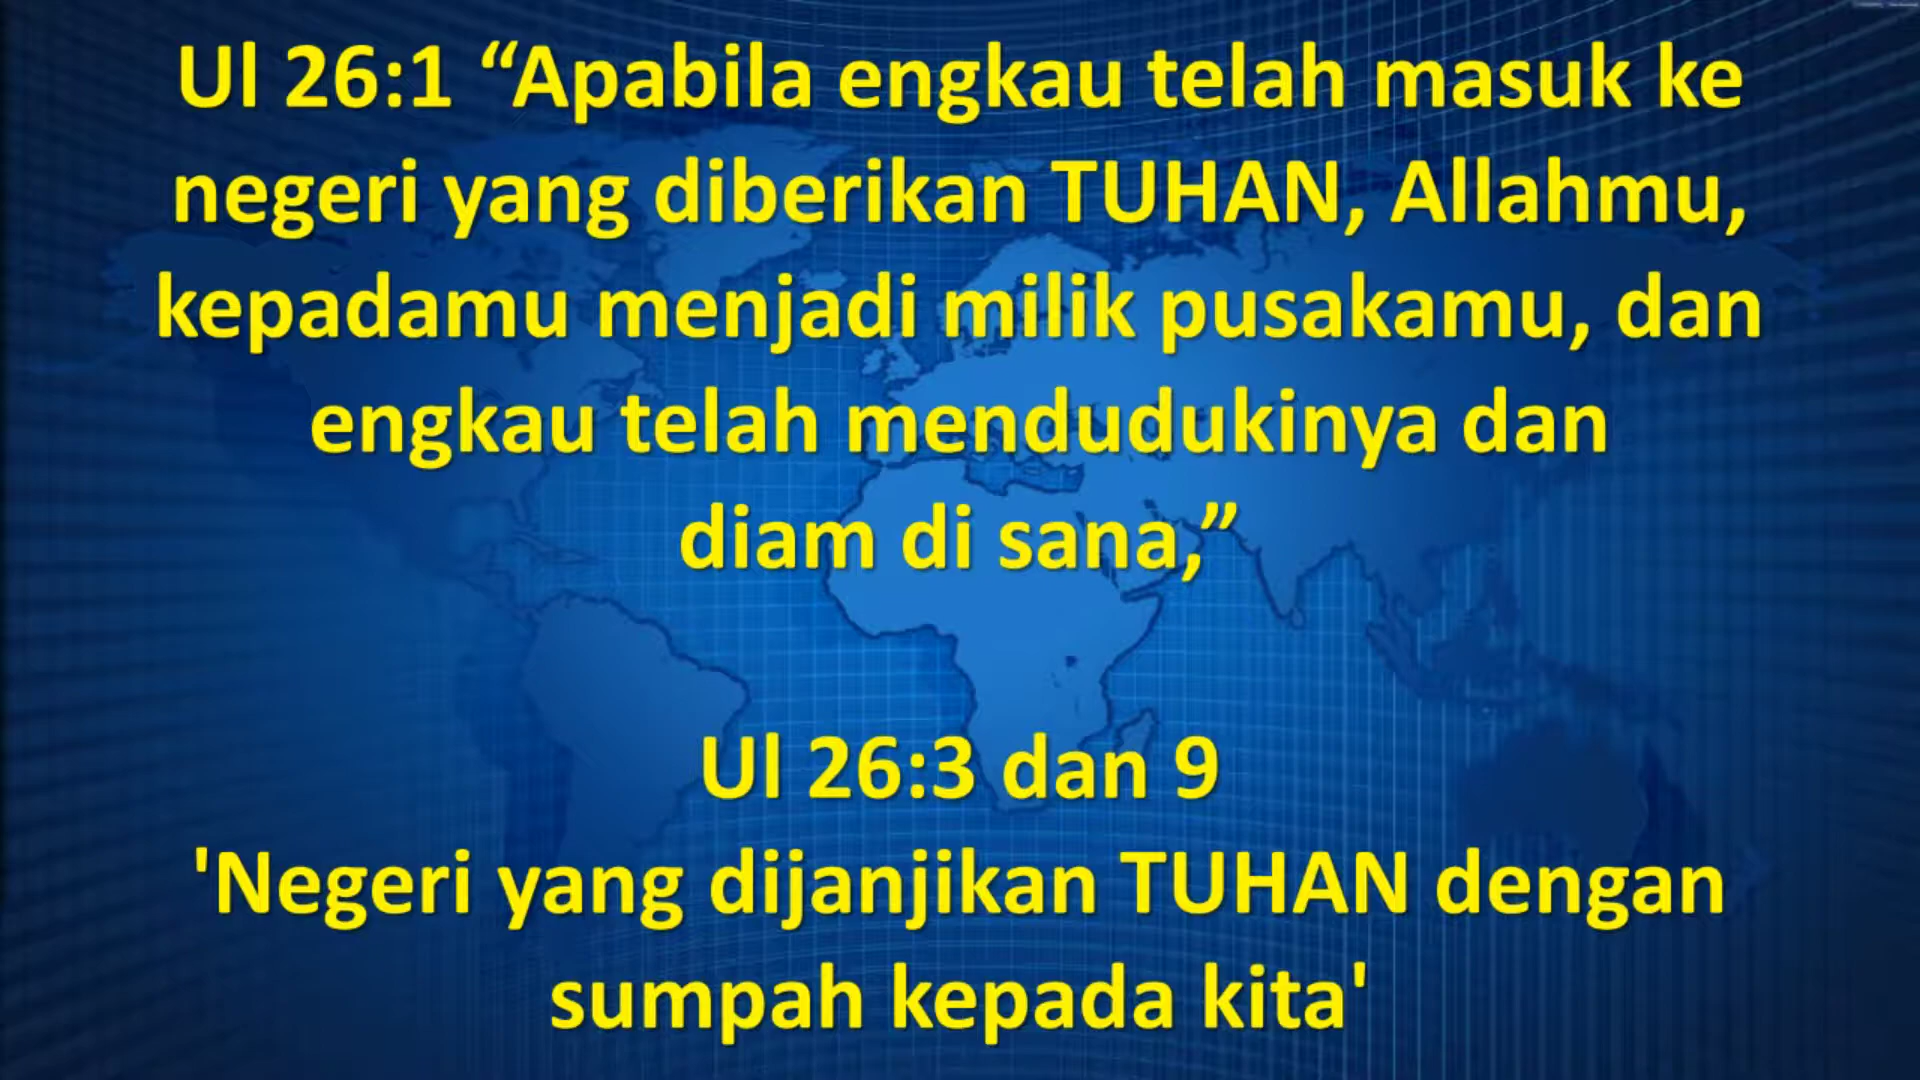 Ul 26:1 “Apabila engkau telah masuk ke
negeri yang diberikan TUHAN, Allahmu,
kepadamu menjadi milik pusakamu, dan
engkau telah mendudukinya dan
diam di sana,”
Ul 26:3 dan 9
'Negeri yang dijanjikan TUHAN dengan
sumpah kepada kita'